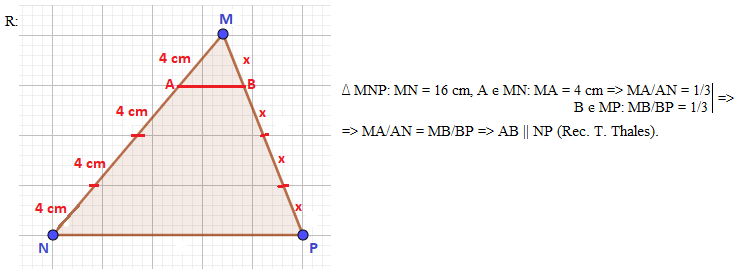 R:
M
4 cm
x
A
B
4 cm
x
4 cm
x
4 cm
x
N
P
Δ MNP: MN = 16 cm, A e MN: MA = 4 cm => MA/AN = 1/3| =>
B e MP: MB/BP = 1/3|
=> MA/AN = MB/BP => AB || NP (Rec. T. Thales).